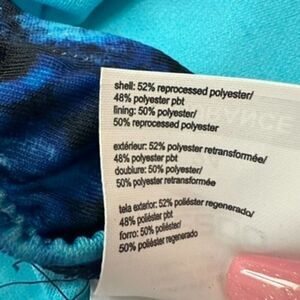 shell: 52% reprocessed polyester/
48% polyester pbt
lining: 50% polyester/
50% reprocessed polyester
extérieur: 52% polyester retransformée/
48% polyester pbt
doublure: 50% polyester/
50% polyester retransformée
tela exterior: 52% poliéster regenerado/
48% poliéster pbt
forro: 50% poliéster/
50% poliéster regenerado